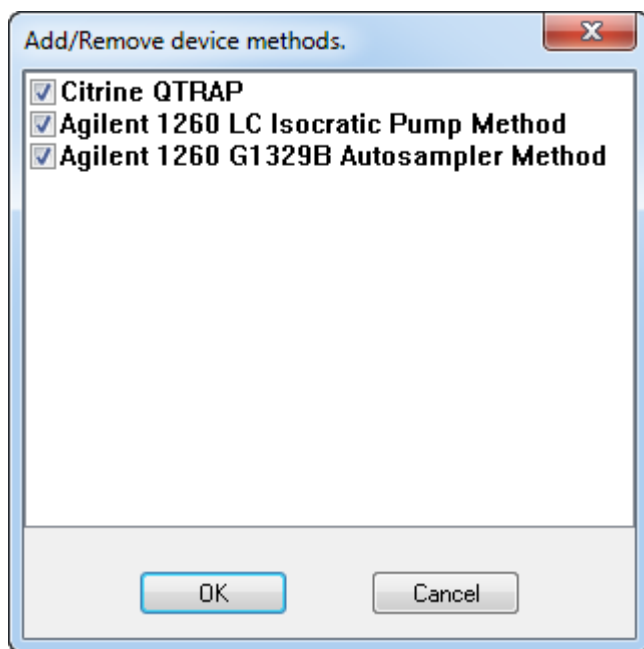 Add/Remove device methods.
Citrine QTRAP
Agilent 1260 LC Isocratic Pump Method
Agilent 1260 G1329B Autosampler Method
OK
Cancel